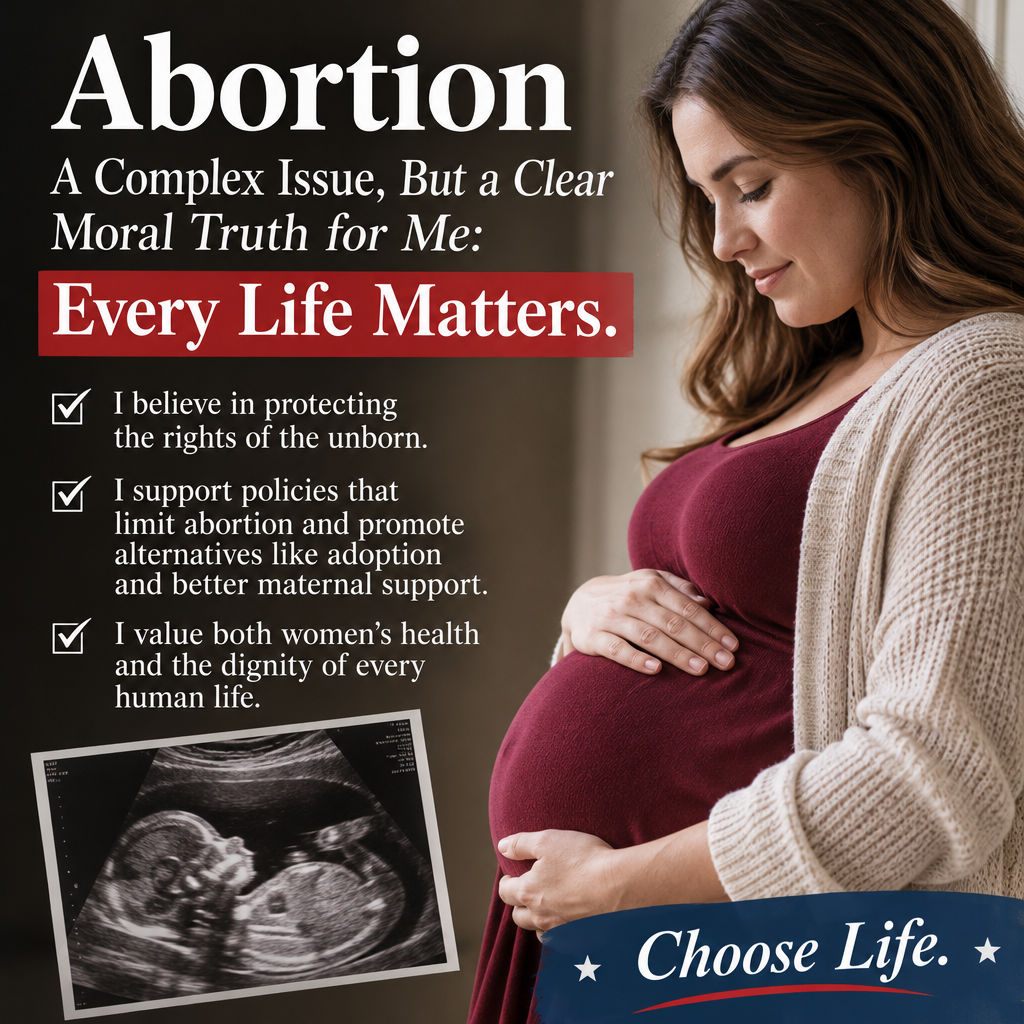 Abortion
A Complex Issue, But a Clear
Moral Truth for Me:
Every Life Matters.
I believe in protecting
the rights of the unborn.
I support policies that
limit abortion and promote
alternatives like adoption
and better maternal support.
I value both women's health
and the dignity of every
human life.
Choose Life.